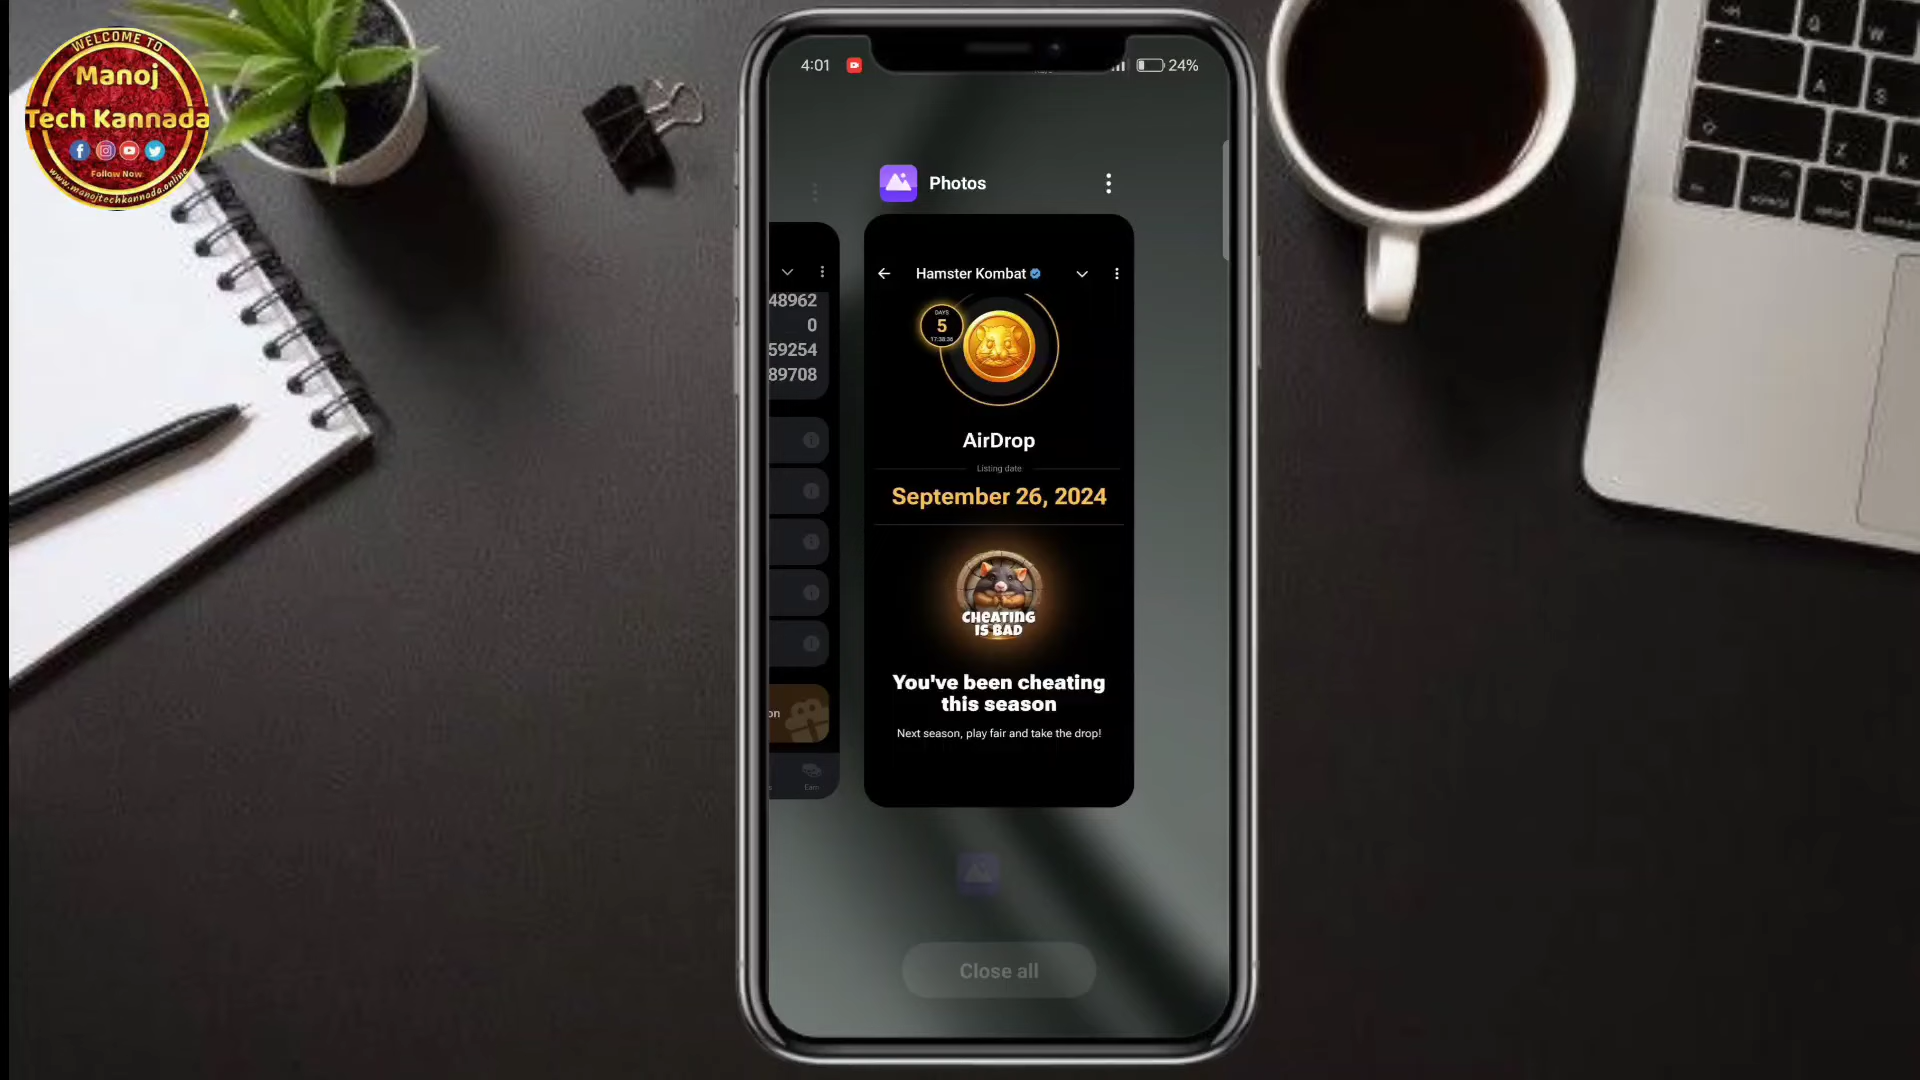 WELCOME TO
Manoj
Tech Kannada
Follow Now
www.manojtechkannada.online
4:01
24%
Photos
Hamster Kombat
DAYS
5
17:38:36
AirDrop
Listing date
September 26, 2024
CHEATING
IS BAD
You've been cheating
this season
Next season, play fair and take the drop!
48962
0
59254
89708
on
Earn
Close all